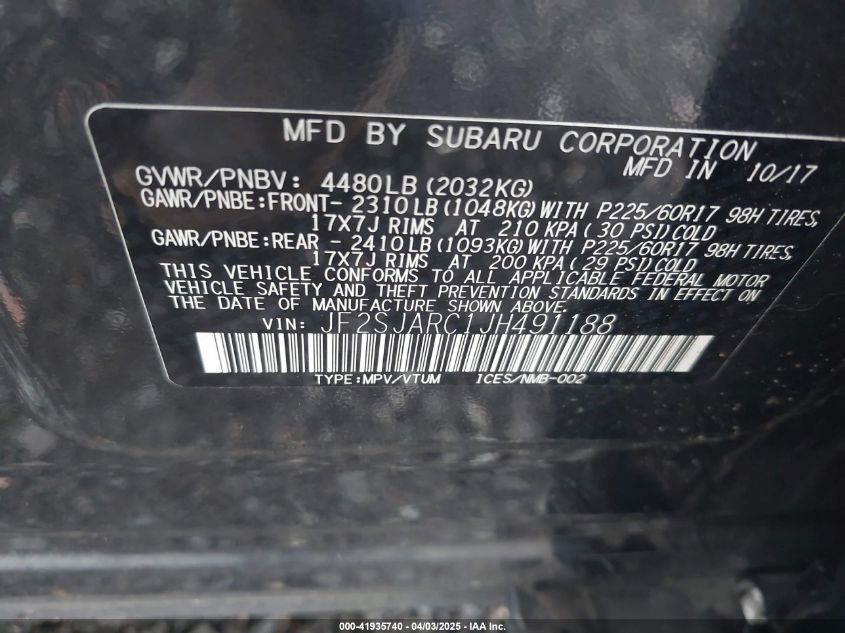 MFD BY SUBARU CORPORATION
MFD IN 10/17
GVWR/PNBV: 4480LB(2032KG)
GAWR/PNBE:FRONT- 2310LB(1048KG)WITH P225/60R17 98H TIRES,
17X7J RIMS AT 210 KPA( 30 PSI)COLD
GAWR/PNBE:REAR - 2410LB(1093KG)WITH P225/60R17 98H TIRES,
17X7J RIMS AT 200 KPA( 29 PSI)COLD
THIS VEHICLE CONFORMS TO ALL APPLICABLE FEDERAL MOTOR
VEHICLE SAFETY AND THEFT PREVENTION STANDARDS IN EFFECT ON
THE DATE OF MANUFACTURE SHOWN ABOVE.
VIN: JF2SJARC1JH491188
TYPE:MPV/VTUM ICES/NMB-002
000-41935740 - 04/03/2025 - IAA Inc.